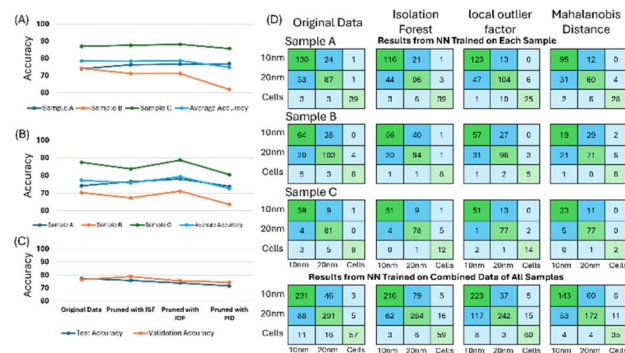 (A)
90
80
70
60
Accuracy
Sample A
Sample B
Sample C
Average Accuracy
(B)
100
90
80
70
60
Accuracy
Sample A
Sample B
Sample C
Average Accuracy
(C)
100
90
80
70
60
Accuracy
Original Data
Pruned with ISF
Pruned with
Pruned with MD
Test Accuracy
Validation Accuracy
(D)
Original Data
Isolation Forest
local outlier factor
Mahalanobis Distance
Sample A
Results from NN Trained on Each Sample
10nm 130 24 1 116 21 1 123 13 0 95 12 0
20nm 53 87 1 44 96 3 47 104 6 31 60 4
Cells 3 3 39 3 6 39 1 10 25 2 28
Sample B
10nm 64 28 0 40 1 57 27 0 19 29 2
20nm 20 103 4 20 94 1 31 96 3 21 71
Cells 5 3 1 1 8 1 2 5 1 0
Sample C
10nm 59 9 1 51 9 1 51 13 0 23 11 0
20nm 4 81 0 4 78 5 1 77 2 5 77 0
Cells 3 5 8 0 1 12 1 2 14 0 1 2
10nm 20nm Cells 10nm 20nm Cells 10nm 20nm Cells 10nm 20nm Cells
Results from NN Trained on Combined Data of All Samples
10nm 231 46 3 216 79 5 223 37 5 143 60 6
20nm 88 291 5 62 264 16 117 242 15 53 172 11
Cells 11 16 57 3 6 59 8 3 60 4 4 35
10nm 20nm Cells 10nm 20nm Cells 10nm 20nm Cells 10nm 20nm Cells